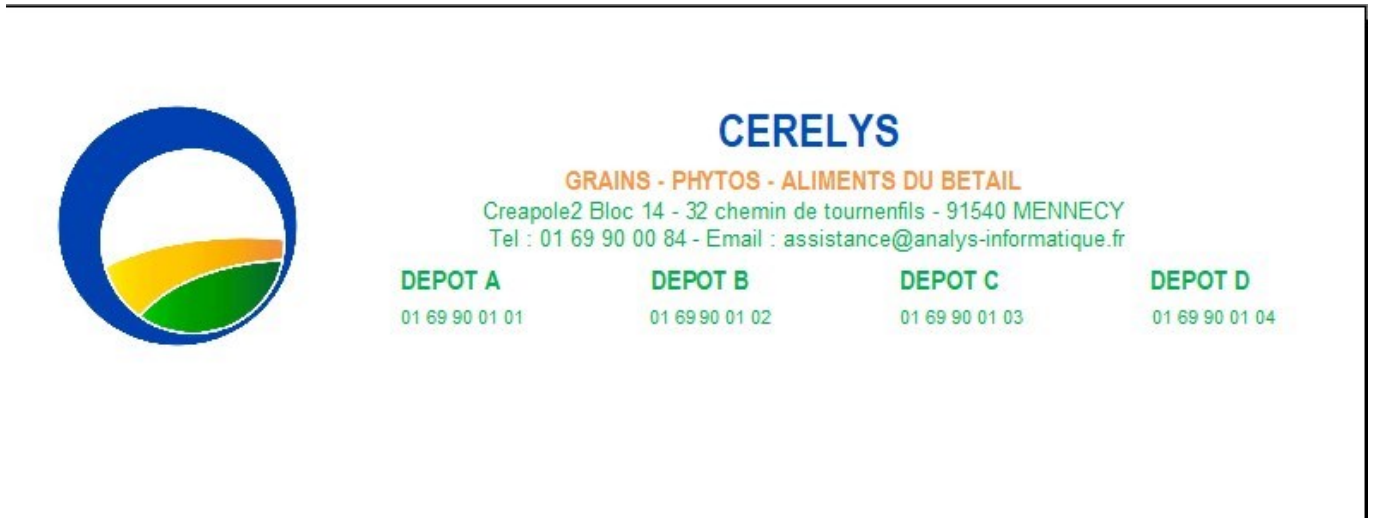 CERELYS
GRAINS - PHYTOS - ALIMENTS DU BETAIL
Creapole2 Bloc 14 - 32 chemin de tournenfils - 91540 MENNECY
Tel : 01 69 90 00 84 - Email : assistance@analys-informatique.fr
DEPOT A DEPOT B DEPOT C DEPOT D
01 69 90 01 01 01 69 90 01 02 01 69 90 01 03 01 69 90 01 04